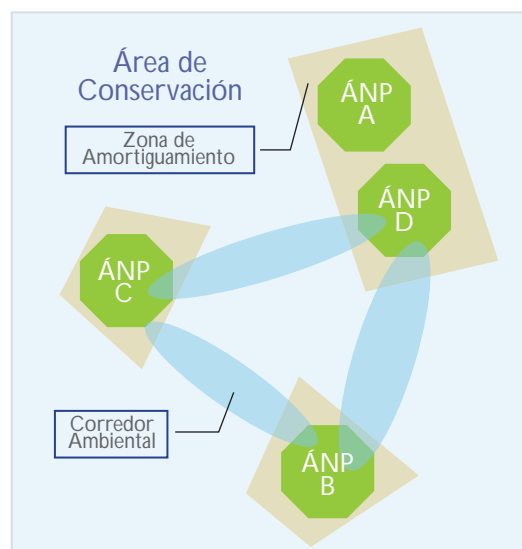 Área de
Conservación
ÁNP
A
Zona de
Amortiguamiento
ÁNP
D
ÁNP
C
Corredor
Ambiental
ÁNP
B